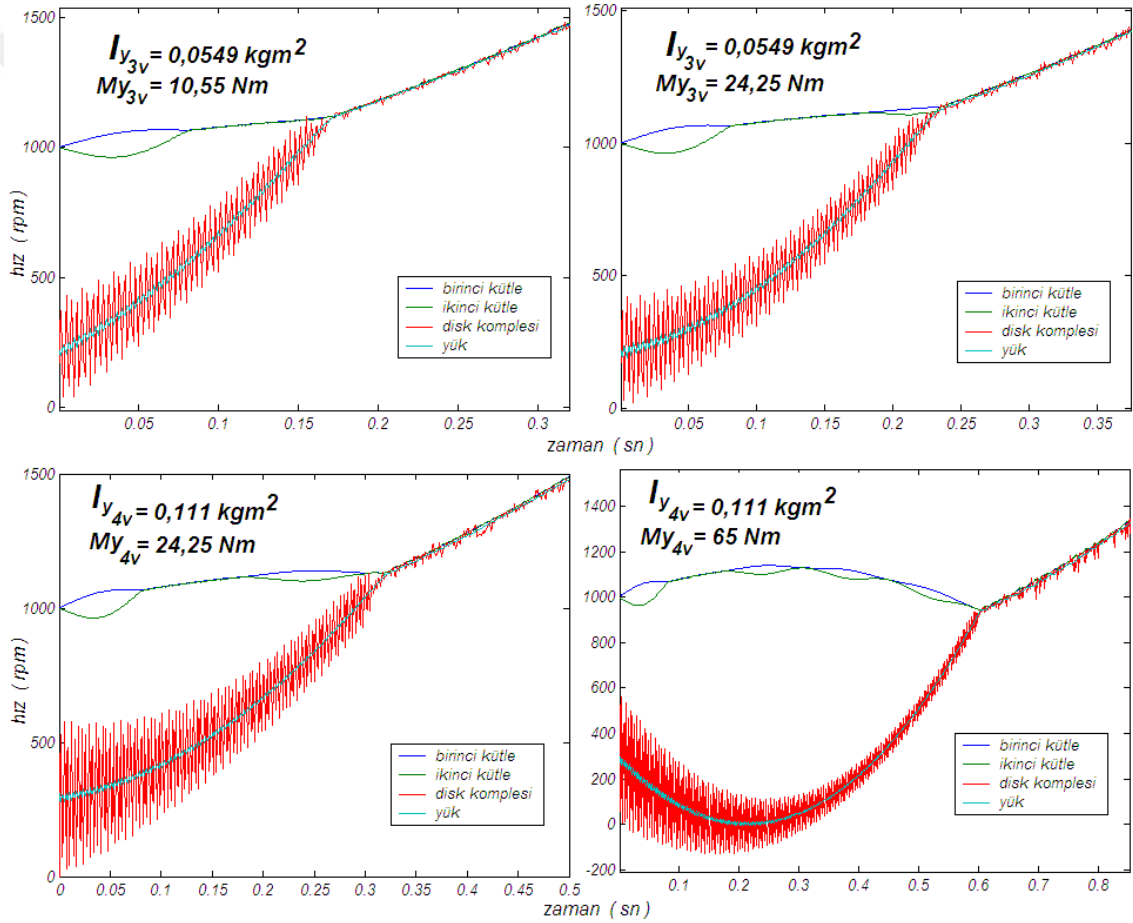 I y3v = 0,0549 kgm2
My3v = 10,55 Nm
hız ( rpm )
1500
1000
500
0
birinci kütle
ikinci kütle
disk komplesi
yük
0.05 0.1 0.15 0.2 0.25 0.3
I y3v = 0,0549 kgm2
My3v = 24,25 Nm
1500
1000
500
0
birinci kütle
ikinci kütle
disk komplesi
yük
0.05 0.1 0.15 0.2 0.25 0.3 0.35
zaman ( sn )
I y4v = 0,111 kgm2
My4v = 24,25 Nm
hız ( rpm )
1500
1000
500
0
birinci kütle
ikinci kütle
disk komplesi
yük
0 0.05 0.1 0.15 0.2 0.25 0.3 0.35 0.4 0.45 0.5
I y4v = 0,111 kgm2
My4v = 65 Nm
1400
1200
1000
800
600
400
200
0
-200
birinci kütle
ikinci kütle
disk komplesi
yük
0.1 0.2 0.3 0.4 0.5 0.6 0.7 0.8
zaman ( sn )